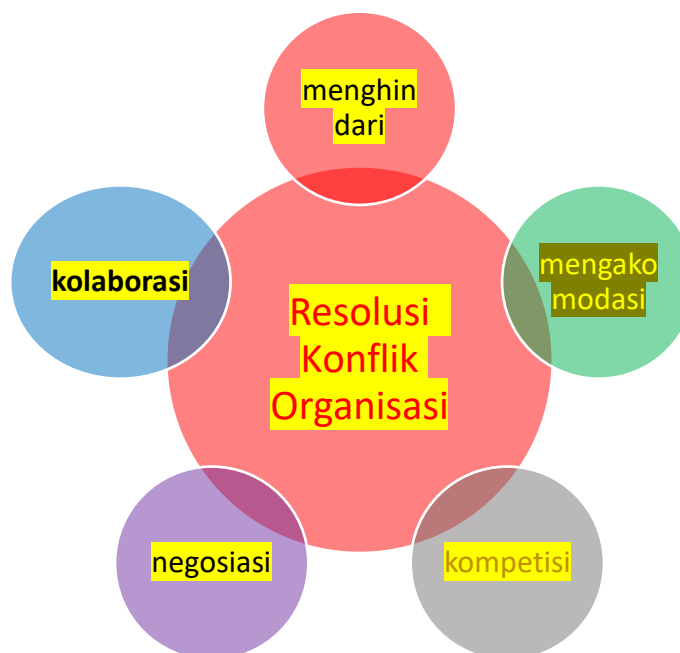 menghin
dari
kolaborasi
mengako
modasi
Resolusi
Konflik
Organisasi
negosiasi
kompetisi